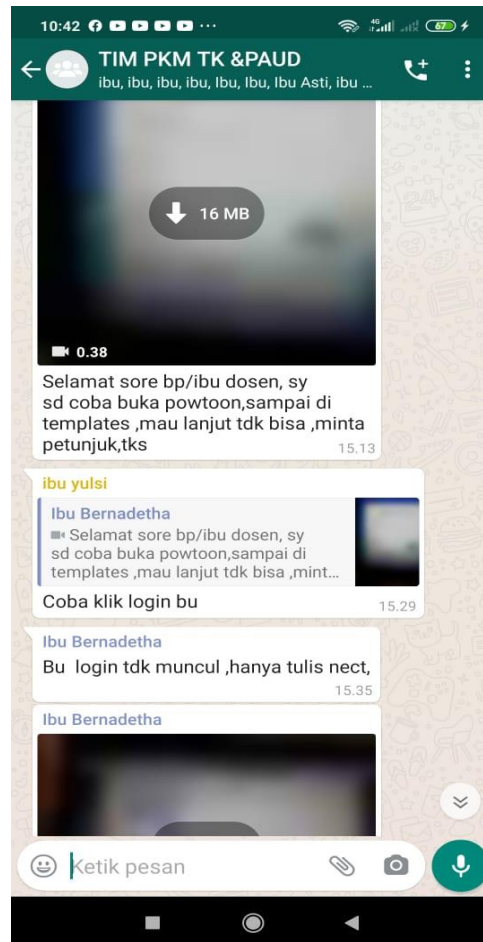 10:42
4G
67
TIM PKM TK &PAUD
ibu, ibu, ibu, ibu, Ibu, Ibu, Ibu Asti, ibu ...
16 MB
0.38
Selamat sore bp/ibu dosen, sy
sd coba buka powtoon,sampai di
templates ,mau lanjut tdk bisa ,minta
petunjuk,tks
15.13
ibu yulsi
Ibu Bernadetha
Selamat sore bp/ibu dosen, sy
sd coba buka powtoon,sampai di
templates ,mau lanjut tdk bisa ,mint...
Coba klik login bu
15.29
Ibu Bernadetha
Bu login tdk muncul ,hanya tulis nect,
15.35
Ibu Bernadetha
Ketik pesan